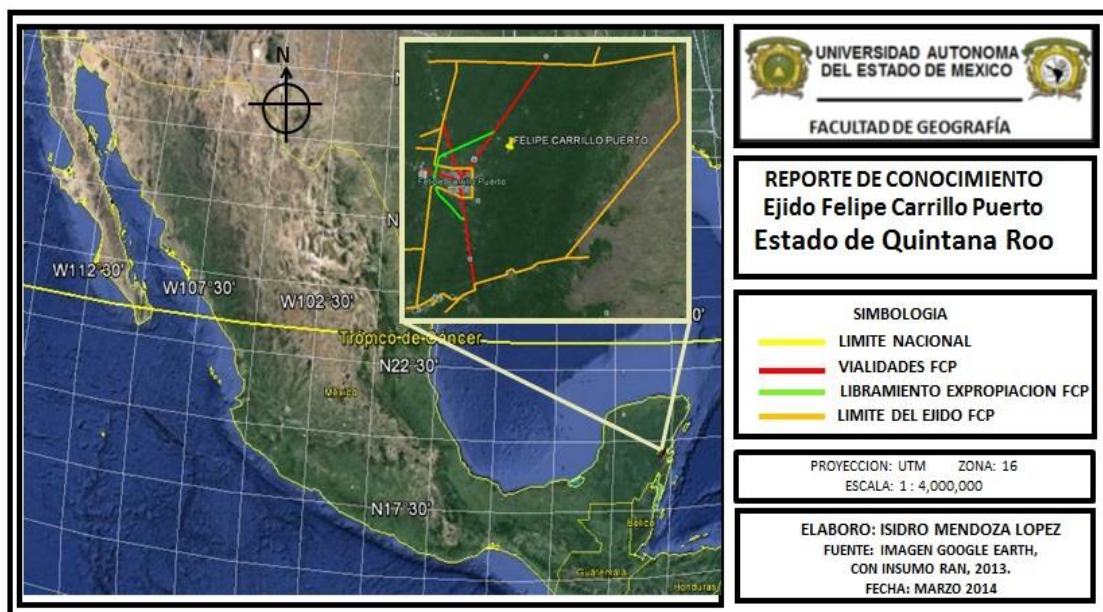 N
FELIPE CARRILLO PUERTO
Felipe Carrillo Puerto
W112°30'
W107°30'
W102°30'
0'
Trópico de Cáncer
N22°30'
México
N17°30'
Belice
Guatemala
Honduras
UNIVERSIDAD AUTONOMA
DEL ESTADO DE MEXICO
FACULTAD DE GEOGRAFÍA
REPORTE DE CONOCIMIENTO
Ejido Felipe Carrillo Puerto
Estado de Quintana Roo
SIMBOLOGIA
LIMITE NACIONAL
VIALIDADES FCP
LIBRAMIENTO EXPROPIACION FCP
LIMITE DEL EJIDO FCP
PROYECCION: UTM ZONA: 16
ESCALA: 1 : 4,000,000
ELABORO: ISIDRO MENDOZA LOPEZ
FUENTE: IMAGEN GOOGLE EARTH,
CON INSUMO RAN, 2013.
FECHA: MARZO 2014